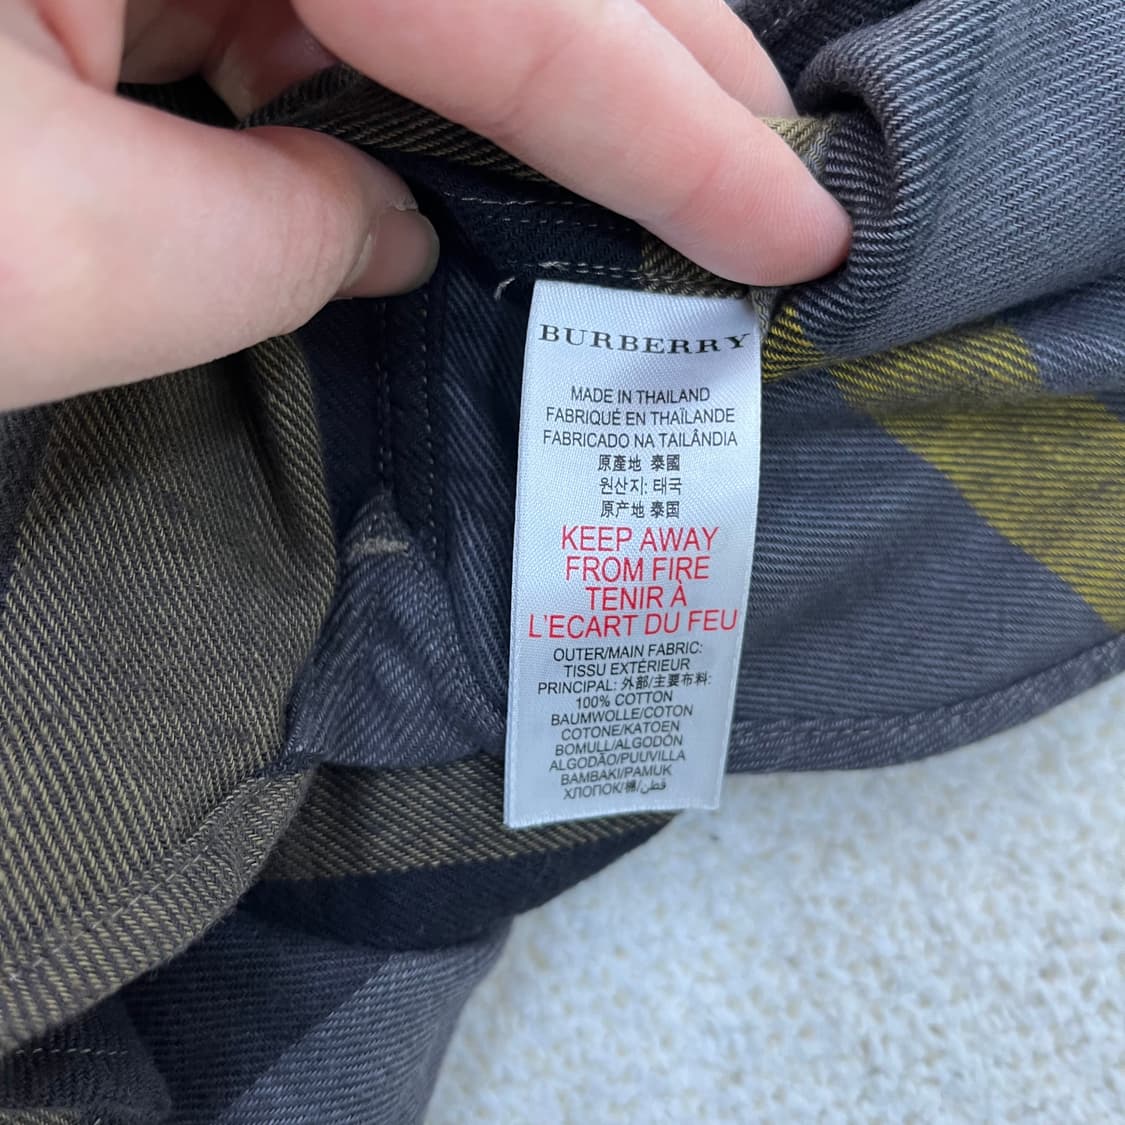 BURBERRY
MADE IN THAILAND
FABRIQUÉ EN THAÏLANDE
FABRICADO NA TAILÂNDIA
原產地 泰國
원산지: 태국
原产地 泰国
KEEP AWAY
FROM FIRE
TENIR À
L'ECART DU FEU
OUTER/MAIN FABRIC:
TISSU EXTÉRIEUR
PRINCIPAL: 外部/主要布料:
100% COTTON
BAUMWOLLE/COTON
COTONE/KATOEN
BOMULL/ALGODÓN
ALGODÃO/PUUVILLA
BAMBAKI/PAMUK
ХЛОПОК/棉/قطن